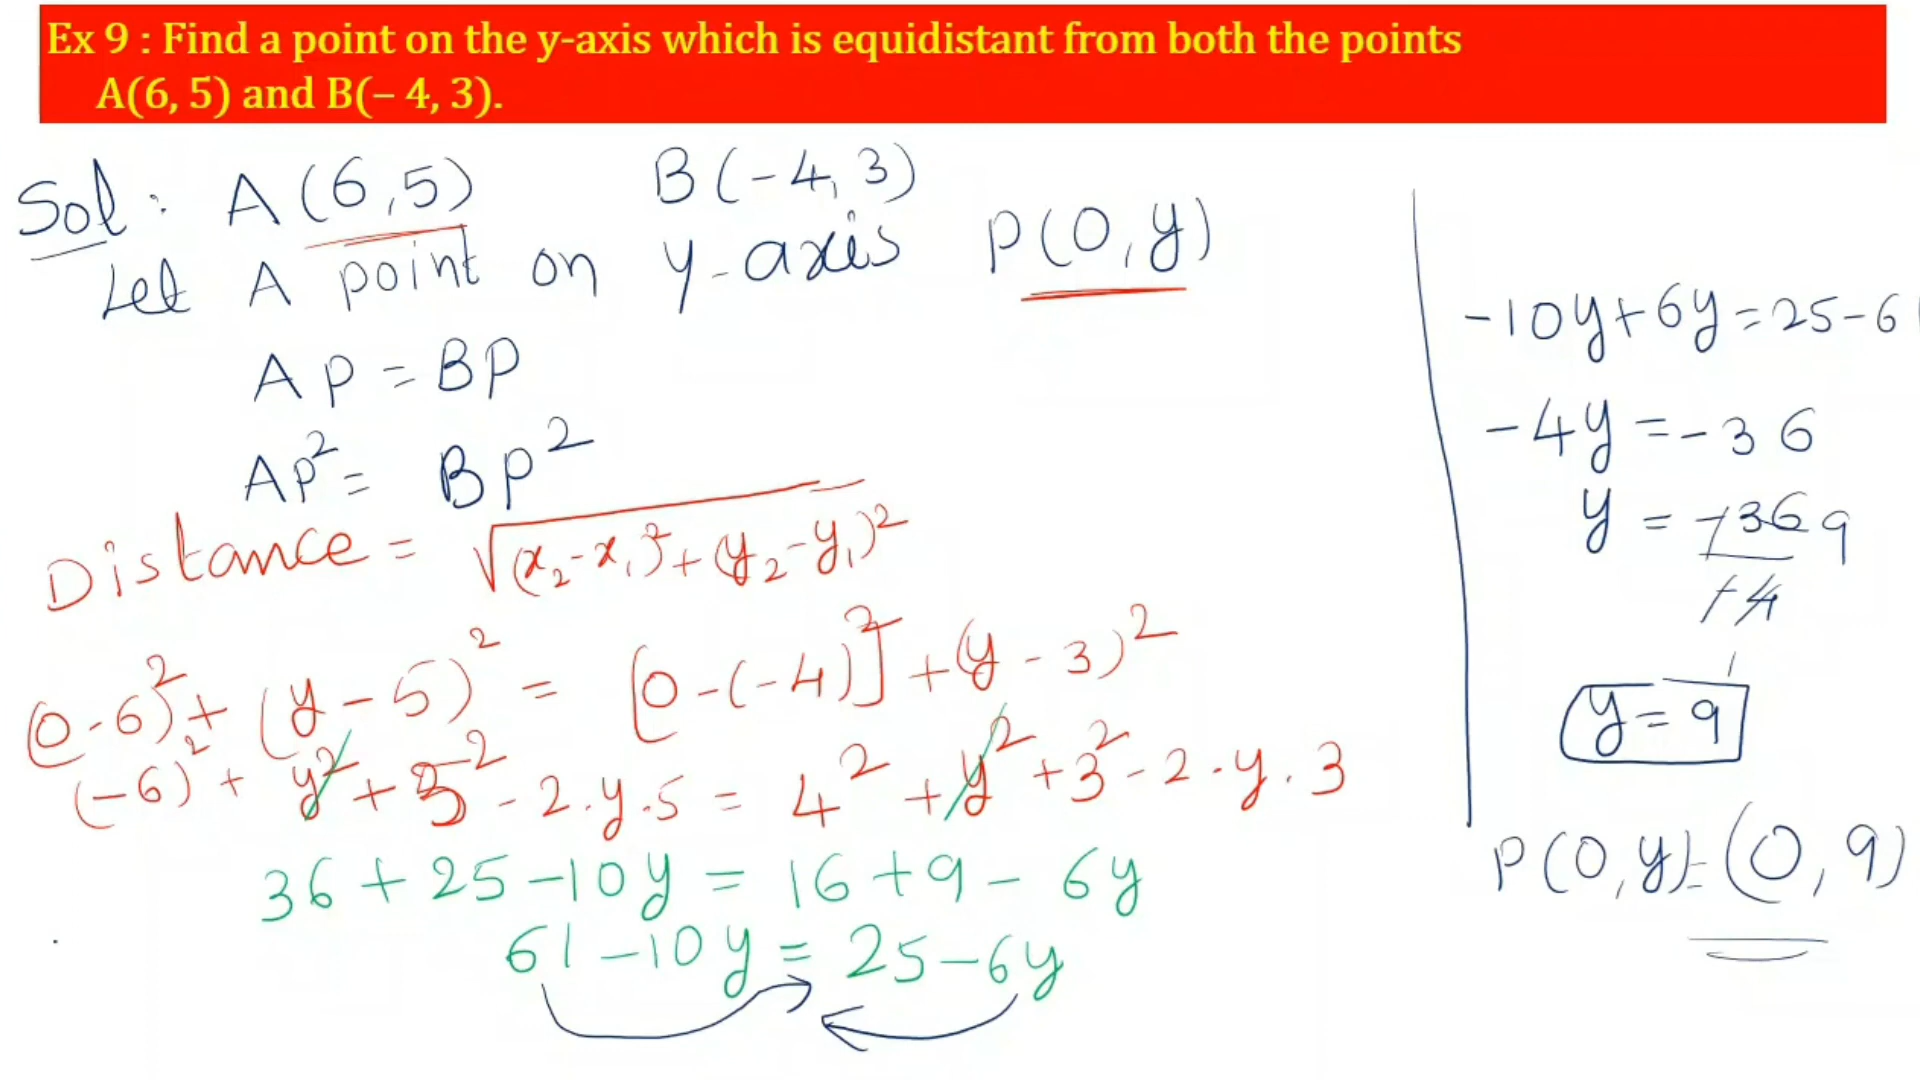 Ex 9 : Find a point on the y-axis which is equidistant from both the points
A(6, 5) and B(– 4, 3).
Sol: A(6,5) B(-4,3)
Let A point on y-axis P(0,y)
AP = BP
AP² = BP²
Distance = √(x₂-x₁)²+(y₂-y₁)²
(0-6)²+(y-5)² = [0-(-4)]²+(y-3)²
(-6)²+y²+5²-2.y.5 = 4²+y²+3²-2.y.3
36+25-10y = 16+9-6y
61-10y = 25-6y
-10y+6y=25-61
-4y=-36
y = -36/-4 9
y = 9
P(0,y)=(0,9)